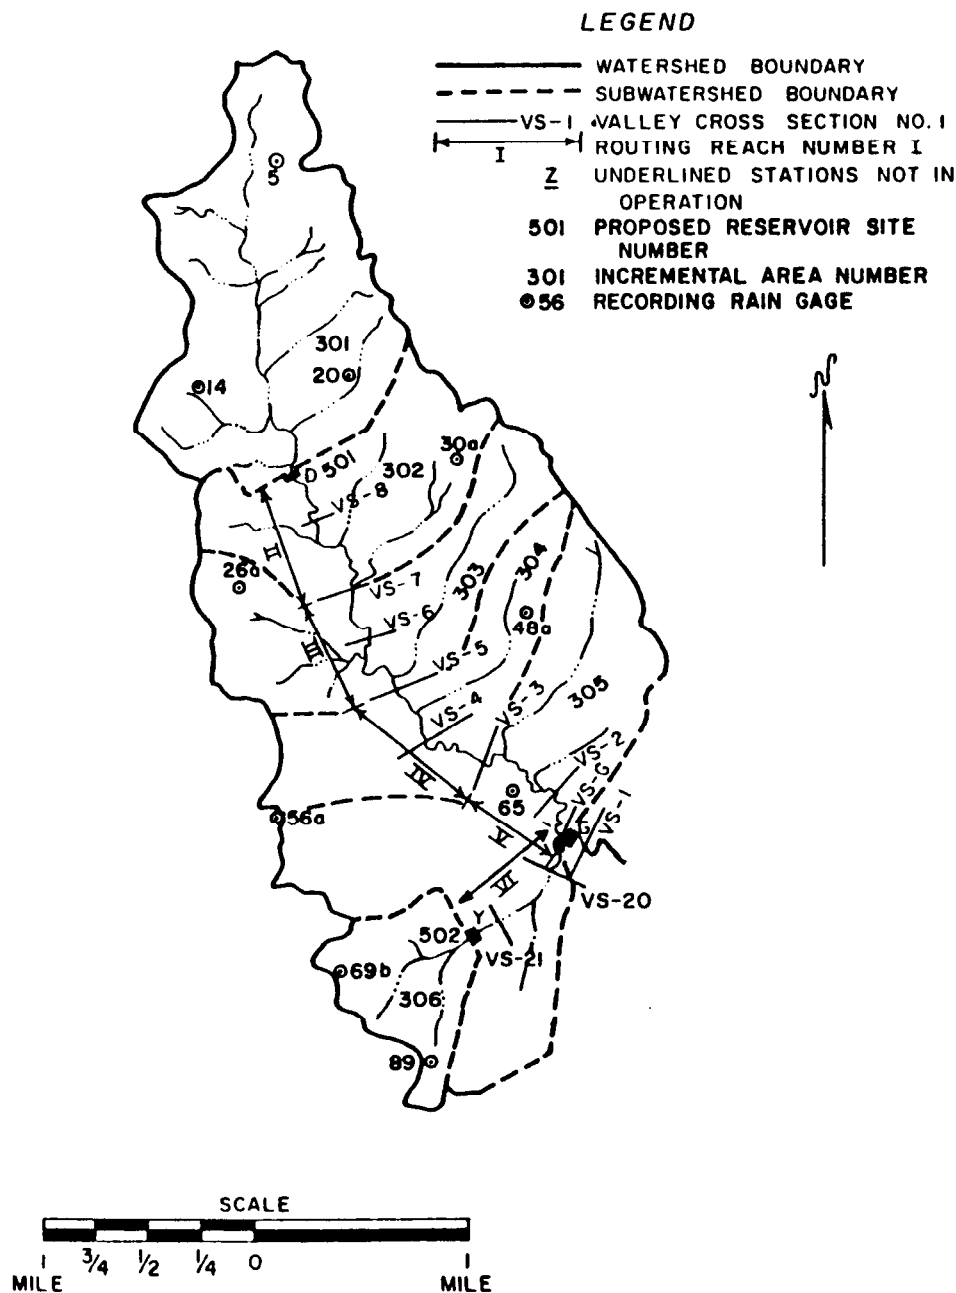 LEGEND
WATERSHED BOUNDARY
SUBWATERSHED BOUNDARY
VS-1 VALLEY CROSS SECTION NO. 1
I ROUTING REACH NUMBER I
Z UNDERLINED STATIONS NOT IN
OPERATION
501 PROPOSED RESERVOIR SITE
NUMBER
301 INCREMENTAL AREA NUMBER
56 RECORDING RAIN GAGE
N
5
301
20
14
30a
D 501
302
VS-8
II
26a
VS-7
303
304
VS-6
48a
III
VS-5
305
VS-4
VS-3
VS-2
IV
VS-G
65
VS-1
56a
V
G
VI
VS-20
Y
502
VS-21
69b
306
89
SCALE
1 3/4 1/2 1/4 0 1
MILE MILE